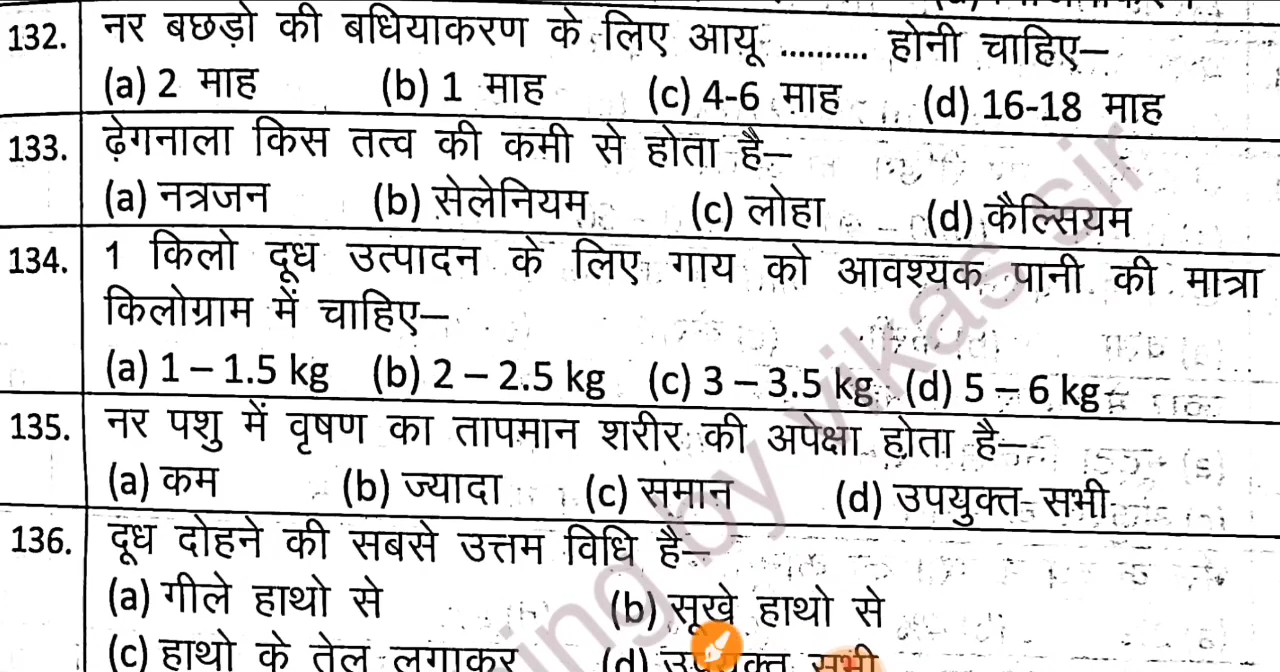 132. नर बछड़ो की बधियाकरण के लिए आयू .......... होनी चाहिए–
(a) 2 माह (b) 1 माह (c) 4-6 माह (d) 16-18 माह
133. ढ़ेगनाला किस तत्व की कमी से होता है–
(a) नत्रजन (b) सेलेनियम (c) लोहा (d) कैल्सियम
134. 1 किलो दूध उत्पादन के लिए गाय को आवश्यक पानी की मात्रा
किलोग्राम में चाहिए–
(a) 1 – 1.5 kg (b) 2 – 2.5 kg (c) 3 – 3.5 kg (d) 5 – 6 kg
135. नर पशु में वृषण का तापमान शरीर की अपेक्षा होता है–
(a) कम (b) ज्यादा (c) समान (d) उपयुक्त सभी
136. दूध दोहने की सबसे उत्तम विधि है–
(a) गीले हाथो से (b) सूखे हाथो से
(c) हाथो के तेल लगाकर (d) सभी
by vikas sir